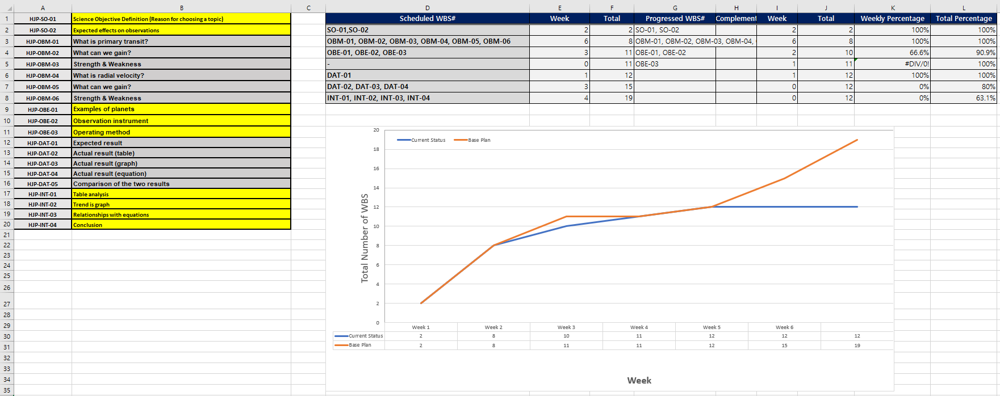 A B C D E F G H I J K L
1 HJP-SO-01 Science Objective Definition (Reason for choosing a topic) Scheduled WBS# Week Total Progressed WBS# Complement Week Total Weekly Percentage Total Percentage
2 HJP-SO-02 Expected effects on observations SO-01,SO-02 2 2 SO-01, SO-02 2 2 100% 100%
3 HJP-OBM-01 What is primary transit? OBM-01, OBM-02, OBM-03, OBM-04, OBM-05, OBM-06 6 8 OBM-01, OBM-02, OBM-03, OBM-04, 6 8 100% 100%
4 HJP-OBM-02 What can we gain? OBE-01, OBE-02, OBE-03 3 11 OBE-01, OBE-02 2 10 66.6% 90.9%
5 HJP-OBM-03 Strength & Weakness - 0 11 OBE-03 1 11 #DIV/0! 100%
6 HJP-OBM-04 What is radial velocity? DAT-01 1 12 1 12 100% 100%
7 HJP-OBM-05 What can we gain? DAT-02, DAT-03, DAT-04 3 15 0 12 0% 80%
8 HJP-OBM-06 Strength & Weakness INT-01, INT-02, INT-03, INT-04 4 19 0 12 0% 63.1%
9 HJP-OBE-01 Examples of planets
10 HJP-OBE-02 Observation instrument
11 HJP-OBE-03 Operating method
12 HJP-DAT-01 Expected result
13 HJP-DAT-02 Actual result (table)
14 HJP-DAT-03 Actual result (graph)
15 HJP-DAT-04 Actual result (equation)
16 HJP-DAT-05 Comparison of the two results
17 HJP-INT-01 Table analysis
18 HJP-INT-02 Trend is graph
19 HJP-INT-03 Relationships with equations
20 HJP-INT-04 Conclusion
21
22
23
24
25
26
27
28
29
30
31
32
33
34
35
Current Status Base Plan
20
18
16
14
12
10
8
6
4
2
0
Total Number of WBS
Week 1 Week 2 Week 3 Week 4 Week 5 Week 6
Current Status 2 8 10 11 12 12 12
Base Plan 2 8 11 11 12 15 19
Week